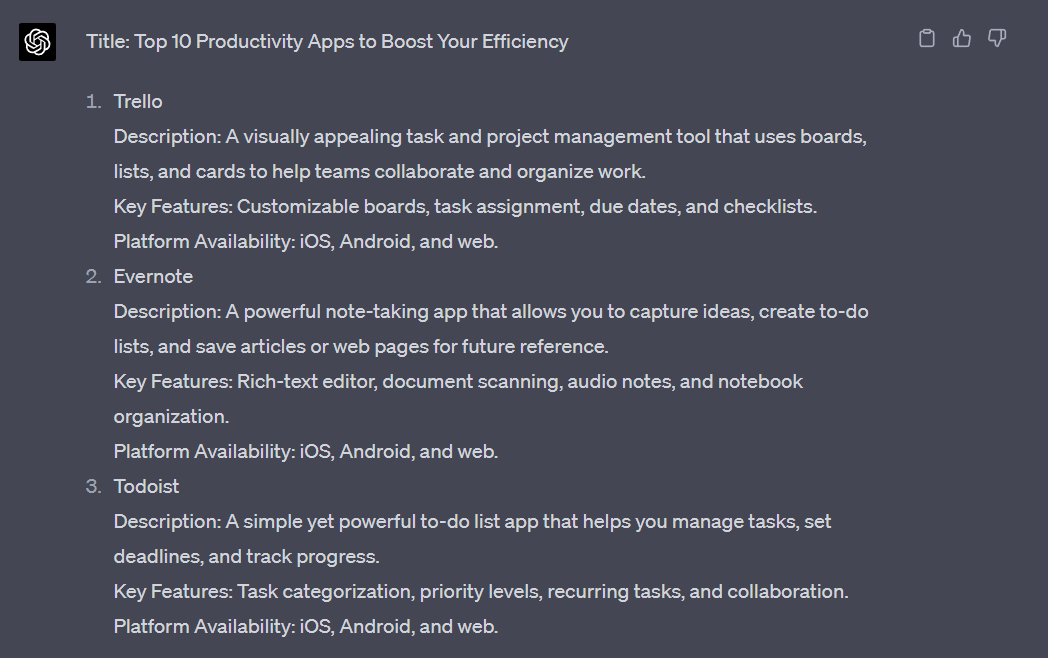 Title: Top 10 Productivity Apps to Boost Your Efficiency
1. Trello
Description: A visually appealing task and project management tool that uses boards,
lists, and cards to help teams collaborate and organize work.
Key Features: Customizable boards, task assignment, due dates, and checklists.
Platform Availability: iOS, Android, and web.
2. Evernote
Description: A powerful note-taking app that allows you to capture ideas, create to-do
lists, and save articles or web pages for future reference.
Key Features: Rich-text editor, document scanning, audio notes, and notebook
organization.
Platform Availability: iOS, Android, and web.
3. Todoist
Description: A simple yet powerful to-do list app that helps you manage tasks, set
deadlines, and track progress.
Key Features: Task categorization, priority levels, recurring tasks, and collaboration.
Platform Availability: iOS, Android, and web.